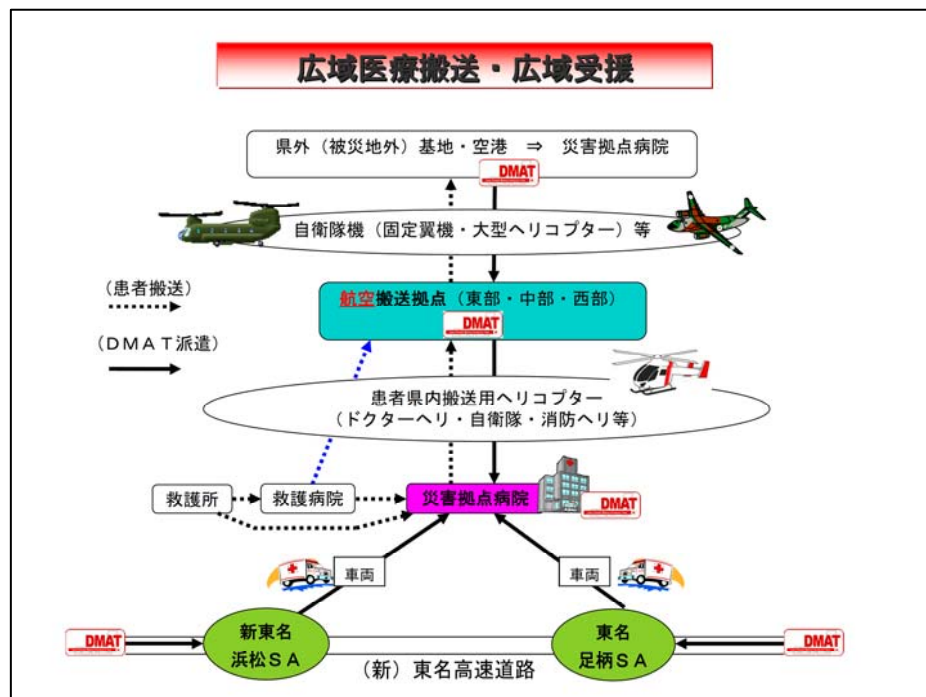 広域医療搬送・広域受援
県外（被災地外）基地・空港　⇒　災害拠点病院
DMAT
自衛隊機（固定翼機・大型ヘリコプター）等
（患者搬送）
航空搬送拠点（東部・中部・西部）
DMAT
（ＤＭＡＴ派遣）
患者県内搬送用ヘリコプター
（ドクターヘリ・自衛隊・消防ヘリ等）
救護所
救護病院
災害拠点病院
DMAT
車両
車両
新東名
浜松ＳＡ
東名
足柄ＳＡ
DMAT
DMAT
（新）東名高速道路